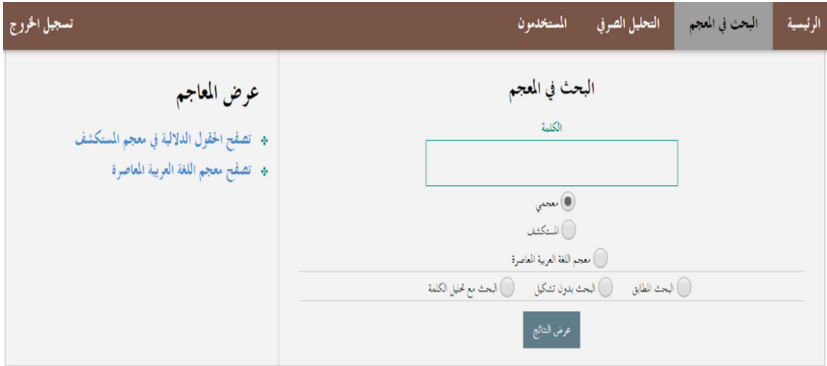 الرئيسية البحث في المعجم التحليل الصرفي المستخدمون تسجيل الخروج
البحث في المعجم
الكلمة
معجمي
المستكشف
معجم اللغة العربية المعاصرة
البحث المطابق البحث بدون تشكيل البحث مع تحليل الكلمة
عرض النتائج
عرض المعاجم
تصفح الحقول الدلالية في معجم المستكشف
تصفح معجم اللغة العربية المعاصرة